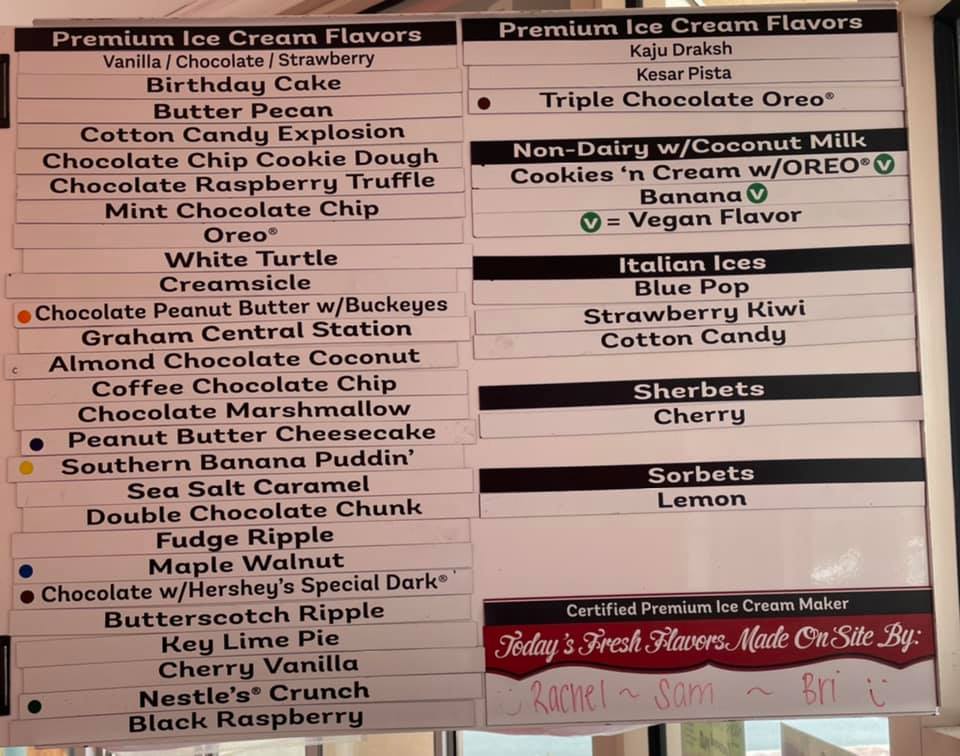 Premium Ice Cream Flavors
Vanilla / Chocolate / Strawberry
Birthday Cake
Butter Pecan
Cotton Candy Explosion
Chocolate Chip Cookie Dough
Chocolate Raspberry Truffle
Mint Chocolate Chip
Oreo®
White Turtle
Creamsicle
Chocolate Peanut Butter w/Buckeyes
Graham Central Station
Almond Chocolate Coconut
Coffee Chocolate Chip
Chocolate Marshmallow
Peanut Butter Cheesecake
Southern Banana Puddin'
Sea Salt Caramel
Double Chocolate Chunk
Fudge Ripple
Maple Walnut
Chocolate w/Hershey's Special Dark®
Butterscotch Ripple
Key Lime Pie
Cherry Vanilla
Nestle's® Crunch
Black Raspberry
Premium Ice Cream Flavors
Kaju Draksh
Kesar Pista
Triple Chocolate Oreo®
Non-Dairy w/Coconut Milk
Cookies 'n Cream w/OREO® V
Banana V
V = Vegan Flavor
Italian Ices
Blue Pop
Strawberry Kiwi
Cotton Candy
Sherbets
Cherry
Sorbets
Lemon
Certified Premium Ice Cream Maker
Today's Fresh Flavors Made On Site By:
Rachel ~ Sam ~ Bri